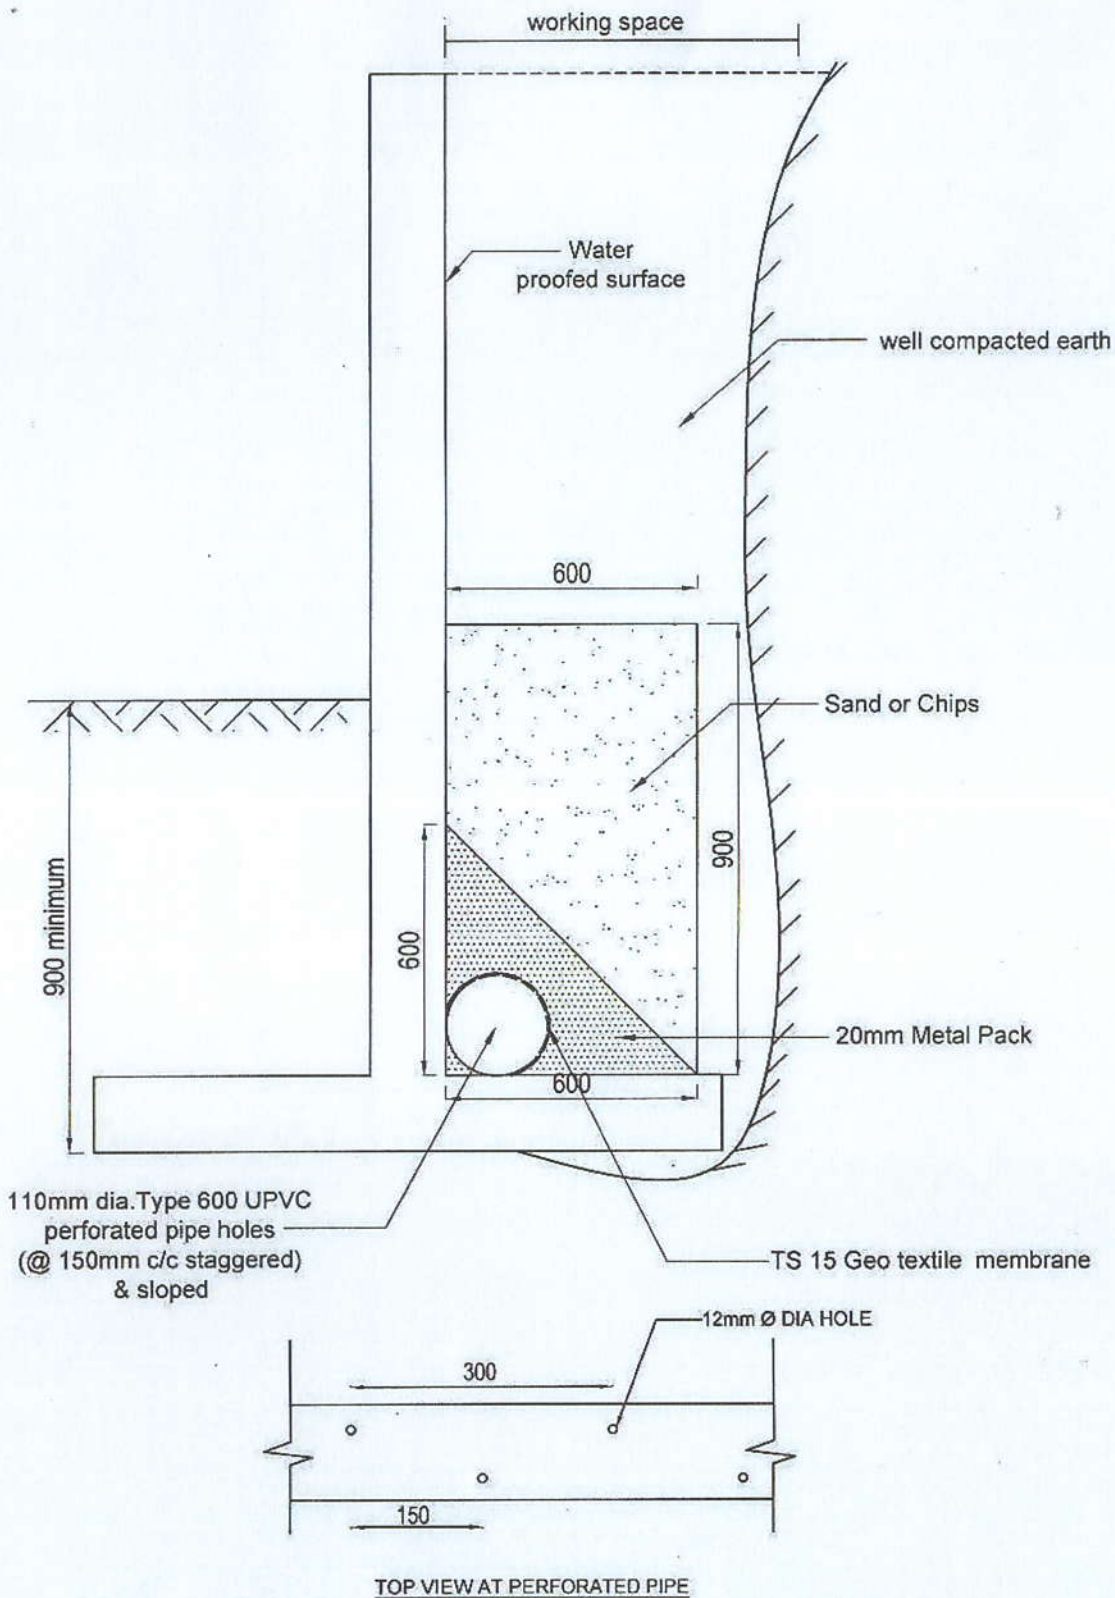 working space
Water
proofed surface
well compacted earth
600
Sand or Chips
900
900 minimum
600
20mm Metal Pack
600
110mm dia.Type 600 UPVC
perforated pipe holes
(@ 150mm c/c staggered)
& sloped
TS 15 Geo textile membrane
12mm Ø DIA HOLE
300
150
TOP VIEW AT PERFORATED PIPE